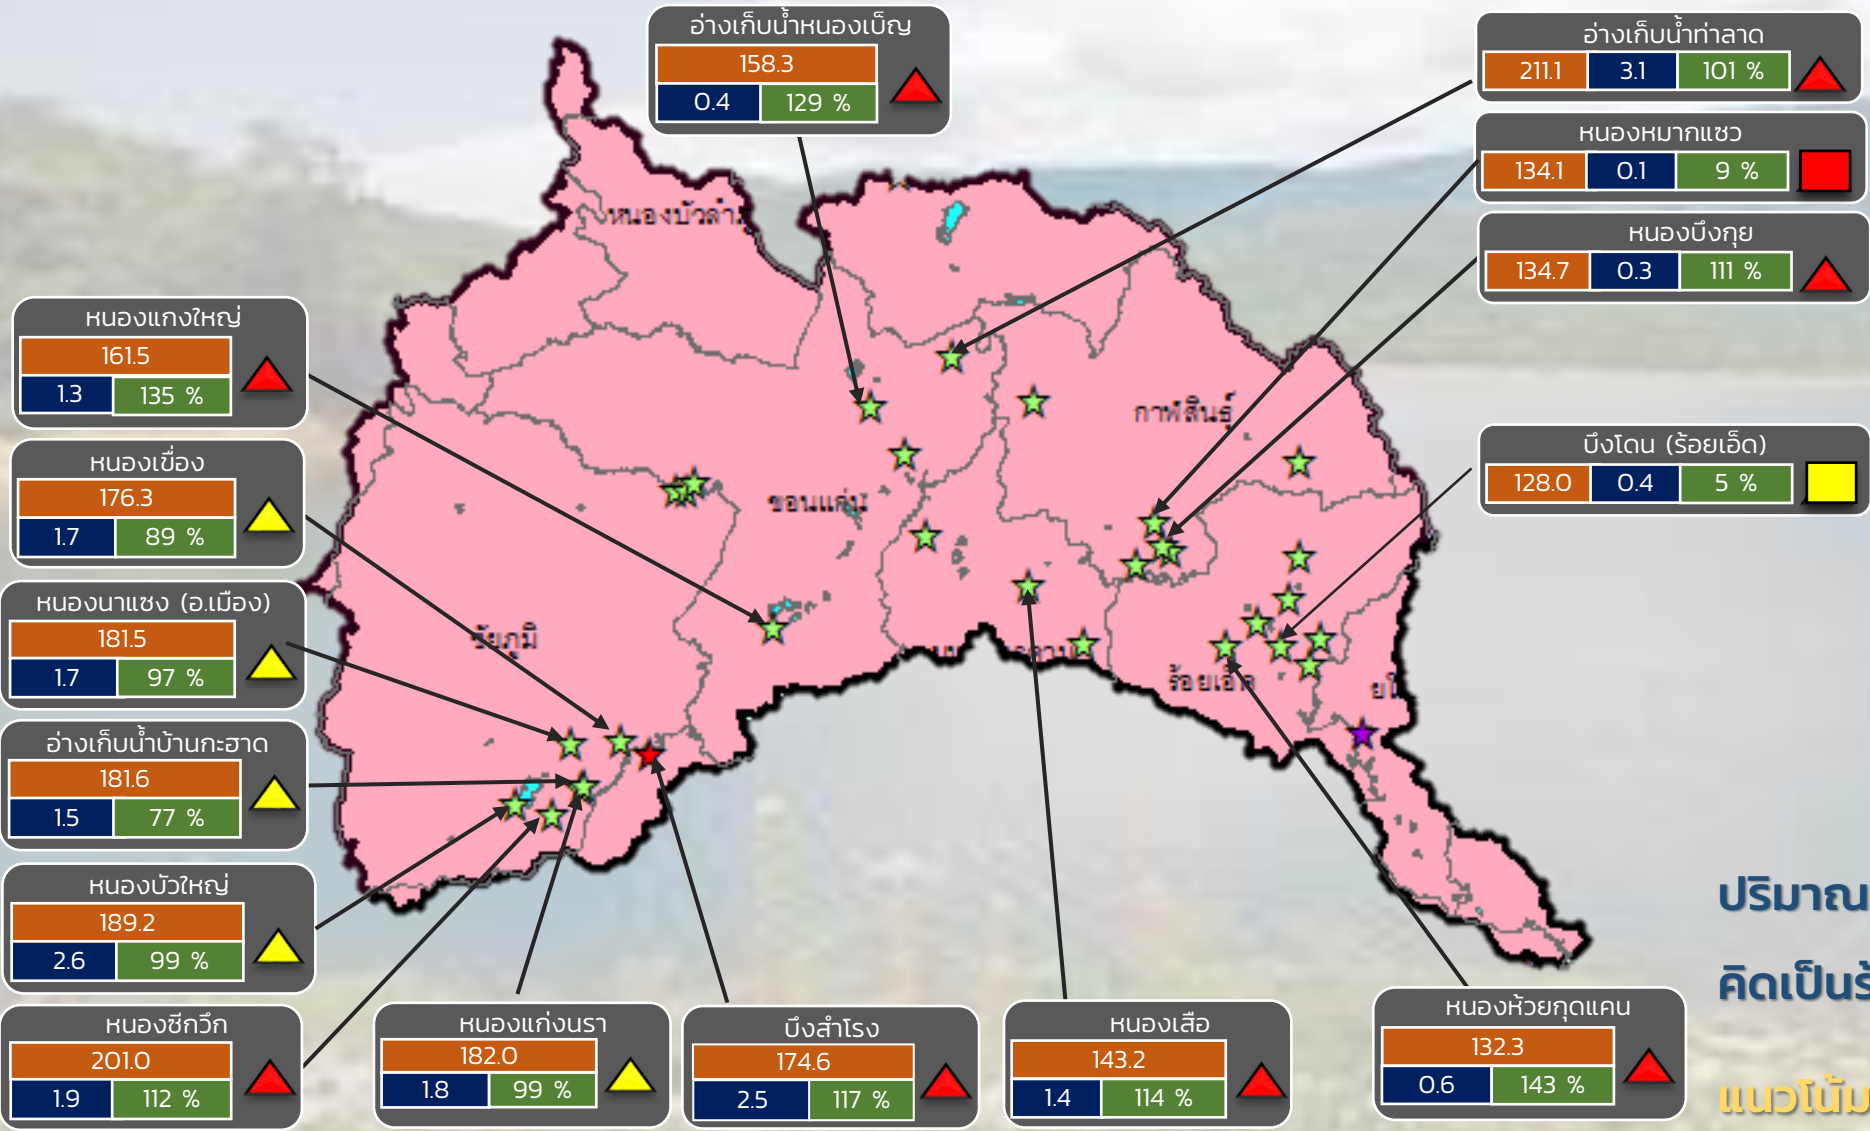 อ่างเก็บน้ำหนองเบ็ญ
158.3
0.4 129 %
อ่างเก็บน้ำท่าลาด
211.1 3.1 101 %
หนองหมากแซว
134.1 0.1 9 %
หนองบึงกุย
134.7 0.3 111 %
บึงโดน (ร้อยเอ็ด)
128.0 0.4 5 %
หนองแกงใหญ่
161.5
1.3 135 %
หนองเขื่อง
176.3
1.7 89 %
หนองนาแซง (อ.เมือง)
181.5
1.7 97 %
อ่างเก็บน้ำบ้านกะฮาด
181.6
1.5 77 %
หนองบัวใหญ่
189.2
2.6 99 %
หนองซีกวึก
201.0
1.9 112 %
หนองแก่งนรา
182.0
1.8 99 %
บึงสำโรง
174.6
2.5 117 %
หนองเสือ
143.2
1.4 114 %
หนองห้วยกุดแคน
132.3
0.6 143 %
กาฬสินธุ์
ขอนแก่น
ชัยภูมิ
ร้อยเอ็ด
ปริมาณ
คิดเป็นร้
แนวโน้ม